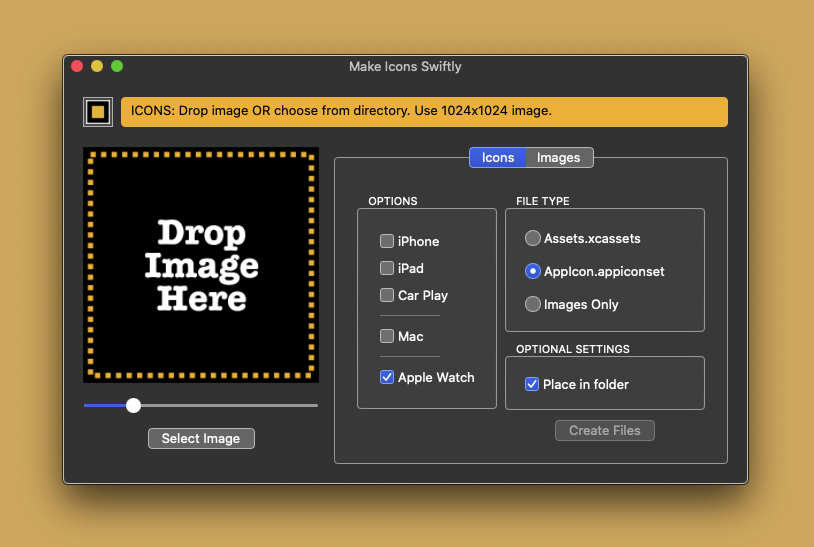 Make Icons Swiftly
ICONS: Drop image OR choose from directory. Use 1024x1024 image.
Drop
Image
Here
Select Image
Icons
Images
OPTIONS
iPhone
iPad
Car Play
Mac
Apple Watch
FILE TYPE
Assets.xcassets
AppIcon.appiconset
Images Only
OPTIONAL SETTINGS
Place in folder
Create Files